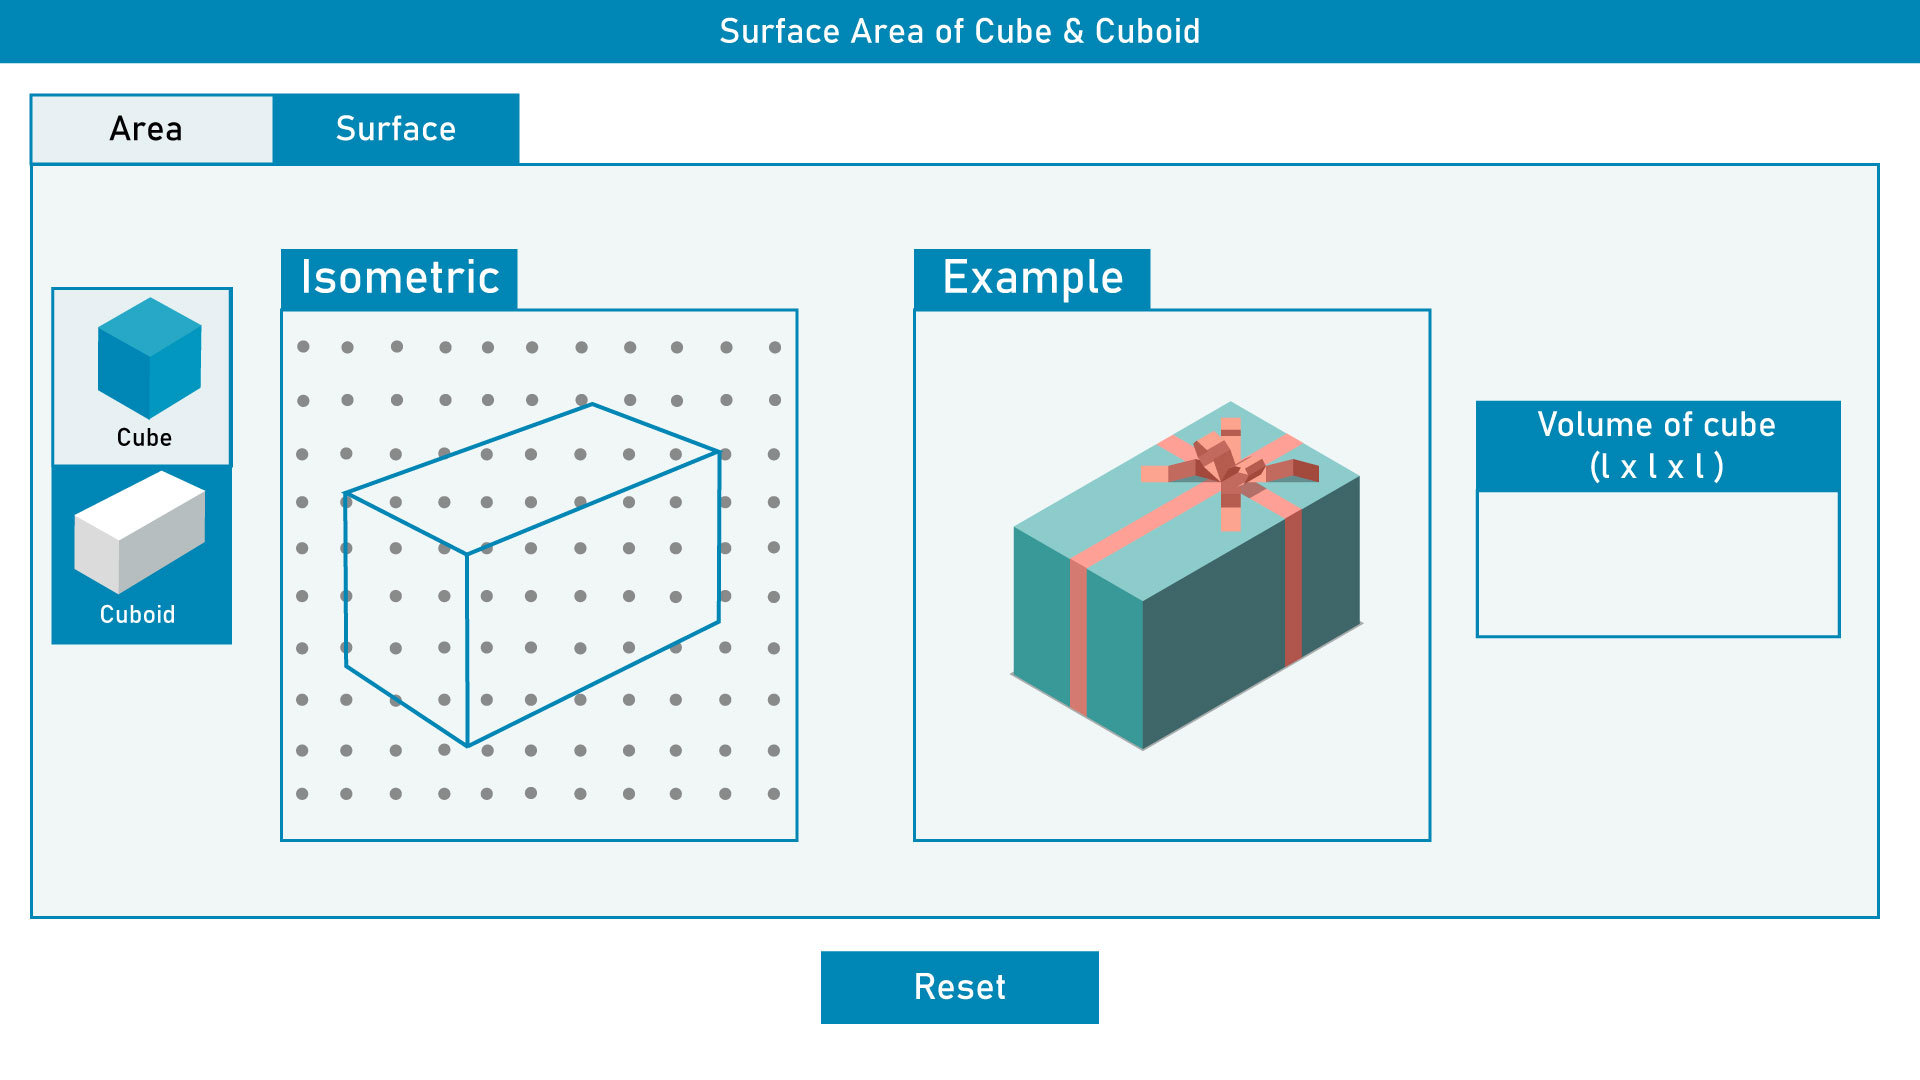 Surface Area of Cube & Cuboid
Area
Surface
Isometric
Example
Cube
Cuboid
Volume of cube
(l x l x l )
Reset